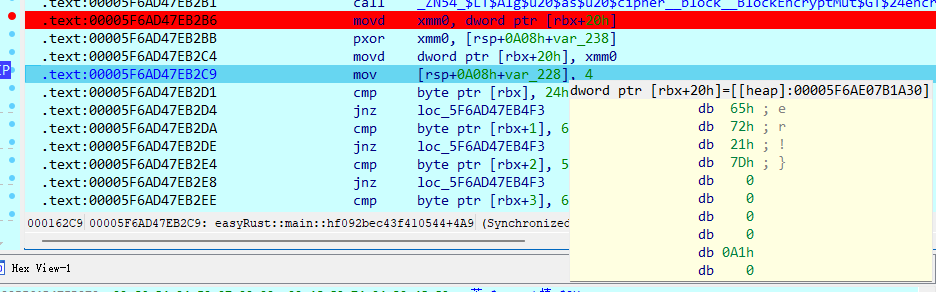 .text:00005F6AD47EB2B1 call _ZN54_$LT$Alg$u20$as$u20$cipher__block__BlockEncryptMut$GT$24encr
.text:00005F6AD47EB2B6 movd xmm0, dword ptr [rbx+20h]
.text:00005F6AD47EB2BB pxor xmm0, [rsp+0A08h+var_238]
.text:00005F6AD47EB2C4 movd dword ptr [rbx+20h], xmm0
IP .text:00005F6AD47EB2C9 mov [rsp+0A08h+var_228], 4
.text:00005F6AD47EB2D1 cmp byte ptr [rbx], 24h
.text:00005F6AD47EB2D4 jnz loc_5F6AD47EB4F3
.text:00005F6AD47EB2DA cmp byte ptr [rbx+1], 6
.text:00005F6AD47EB2DE jnz loc_5F6AD47EB4F3
.text:00005F6AD47EB2E4 cmp byte ptr [rbx+2], 5
.text:00005F6AD47EB2E8 jnz loc_5F6AD47EB4F3
.text:00005F6AD47EB2EE cmp byte ptr [rbx+3], 6
dword ptr [rbx+20h]=[[heap]:00005F6AE07B1A30]
db 65h ; e
db 72h ; r
db 21h ; !
db 7Dh ; }
db 0
db 0
db 0
db 0
db 0A1h
db 0
000162C9 00005F6AD47EB2C9: easyRust::main::hf092bec43f410544+4A9 (Synchronized
Hex View-1